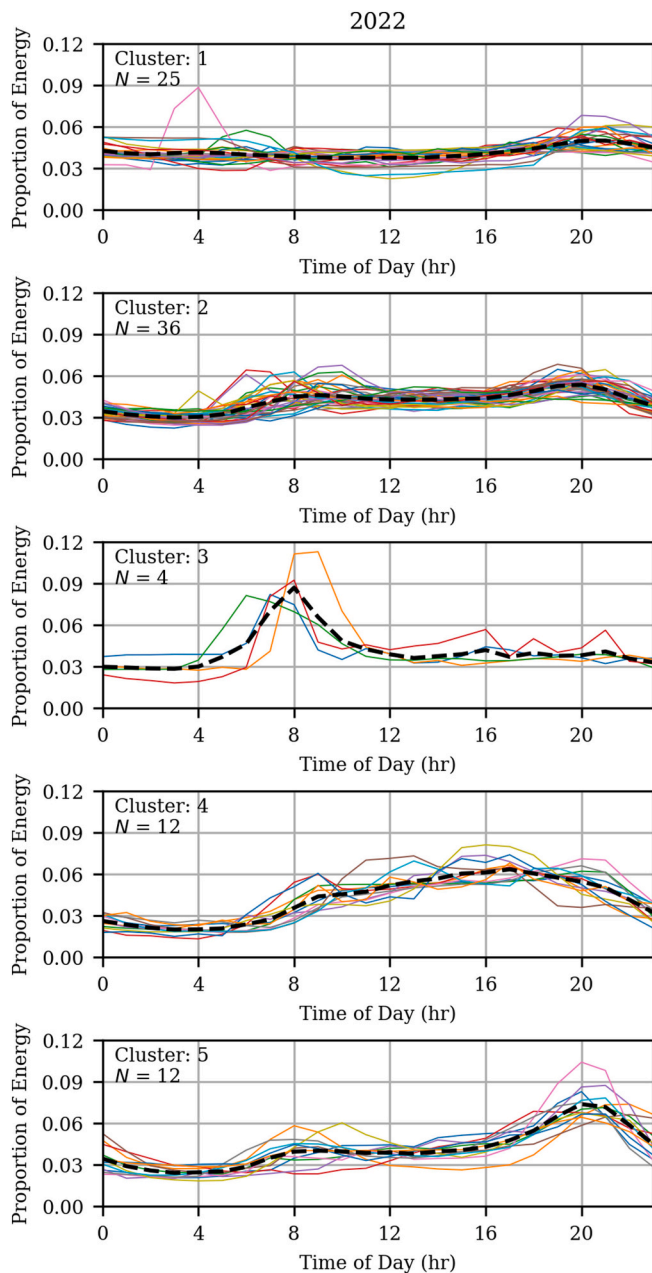 2022
Proportion of Energy
0.12
0.09
0.06
0.03
0.00
Cluster: 1
N = 25
0 4 8 12 16 20
Time of Day (hr)
Proportion of Energy
0.12
0.09
0.06
0.03
0.00
Cluster: 2
N = 36
0 4 8 12 16 20
Time of Day (hr)
Proportion of Energy
0.12
0.09
0.06
0.03
0.00
Cluster: 3
N = 4
0 4 8 12 16 20
Time of Day (hr)
Proportion of Energy
0.12
0.09
0.06
0.03
0.00
Cluster: 4
N = 12
0 4 8 12 16 20
Time of Day (hr)
Proportion of Energy
0.12
0.09
0.06
0.03
0.00
Cluster: 5
N = 12
0 4 8 12 16 20
Time of Day (hr)